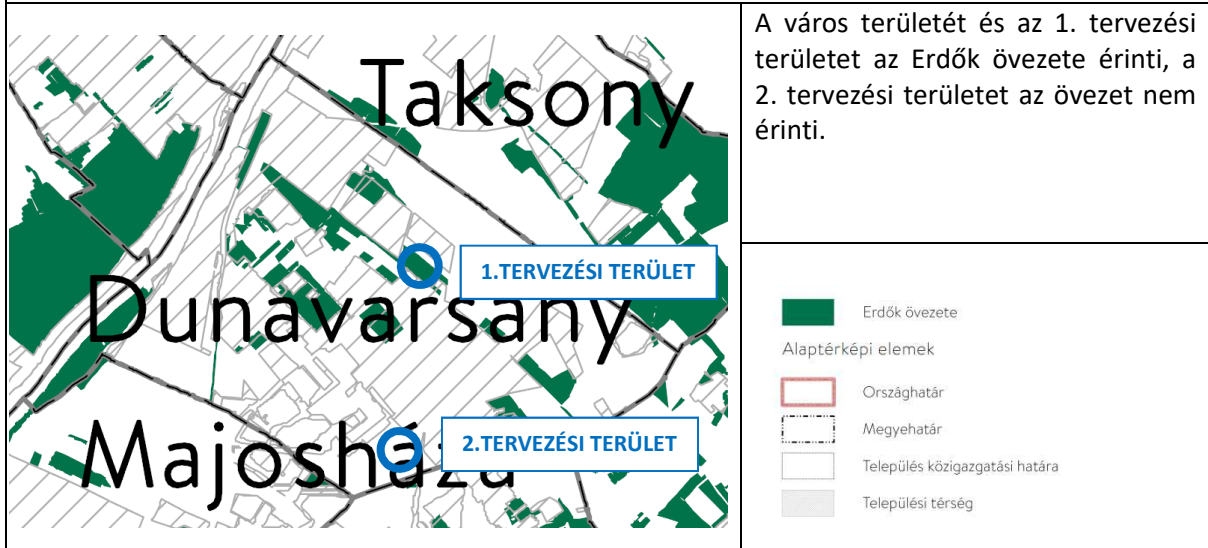 Taksony
1.TERVEZÉSI TERÜLET
Dunavarsány
2.TERVEZÉSI TERÜLET
Majosháza
A város területét és az 1. tervezési
területet az Erdők övezete érinti, a
2. tervezési területet az övezet nem
érinti.
Erdők övezete
Alaptérképi elemek
Országhatár
Megyehatár
Település közigazgatási határa
Települési térség